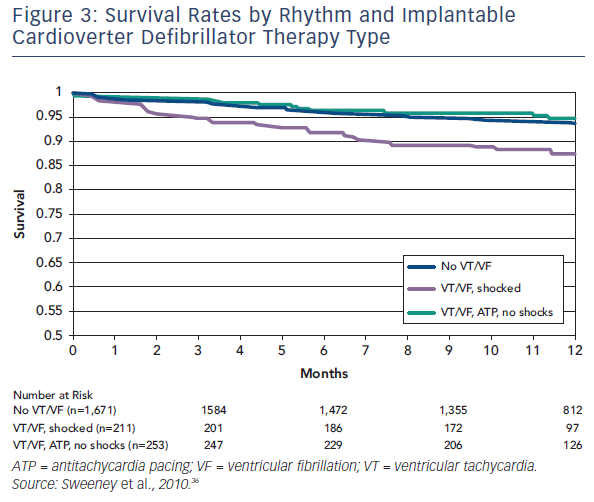 Figure 3: Survival Rates by Rhythm and Implantable
Cardioverter Defibrillator Therapy Type
1
0.95
0.9
0.85
0.8
0.75
0.7
0.65
0.6
0.55
0.5
Survival
No VT/VF
VT/VF, shocked
VT/VF, ATP, no shocks
0 1 2 3 4 5 6 7 8 9 10 11 12
Months
Number at Risk
No VT/VF (n=1,671) 1584 1,472 1,355 812
VT/VF, shocked (n=211) 201 186 172 97
VT/VF, ATP, no shocks (n=253) 247 229 206 126
ATP = antitachycardia pacing; VF = ventricular fibrillation; VT = ventricular tachycardia.
Source: Sweeney et al., 2010.³⁶